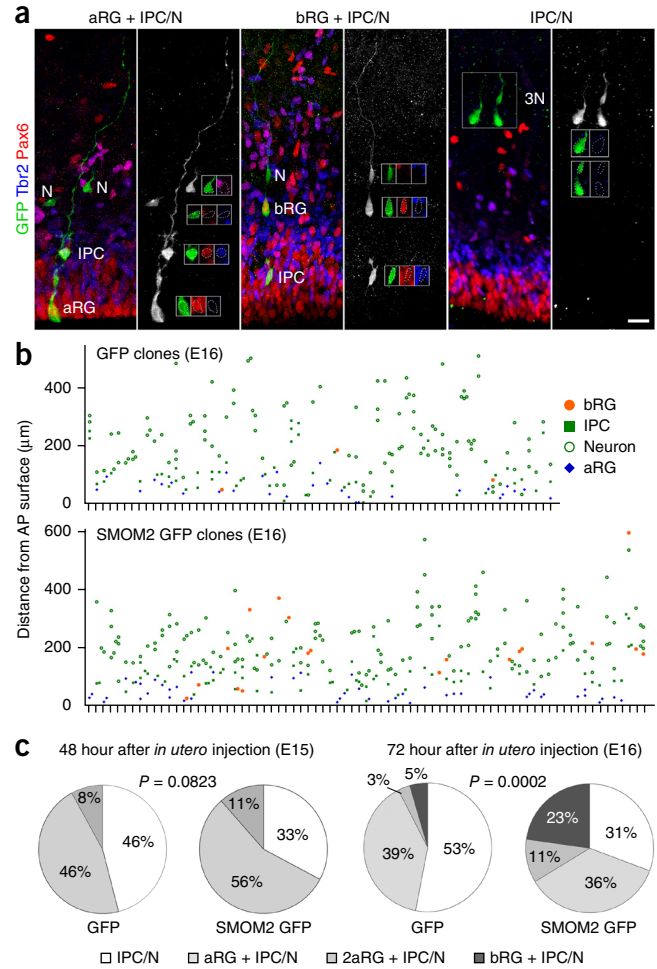 a
aRG + IPC/N
bRG + IPC/N
IPC/N
GFP Tbr2 Pax6
N
N
IPC
aRG
N
bRG
IPC
3N
b
GFP clones (E16)
400
200
0
bRG
IPC
Neuron
aRG
Distance from AP surface (µm)
SMOM2 GFP clones (E16)
600
400
200
0
c
48 hour after in utero injection (E15)
72 hour after in utero injection (E16)
P = 0.0823
P = 0.0002
8%
46%
46%
GFP
11%
33%
56%
SMOM2 GFP
3%
5%
39%
53%
GFP
23%
31%
11%
36%
SMOM2 GFP
IPC/N
aRG + IPC/N
2aRG + IPC/N
bRG + IPC/N